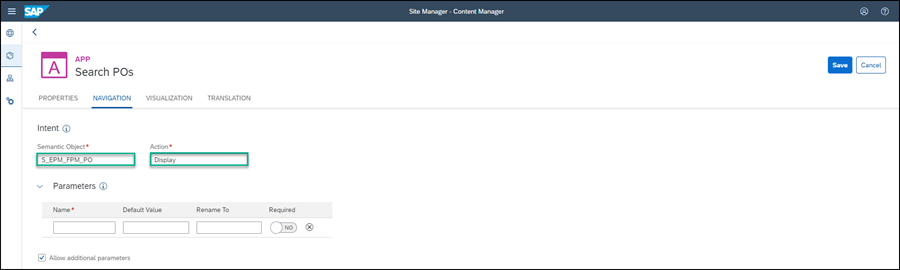 SAP
Site Manager - Content Manager
A
APP
Search POs
Save
Cancel
PROPERTIES
NAVIGATION
VISUALIZATION
TRANSLATION
Intent
Semantic Object*
Action*
S_EPM_FPM_PO
Display
Parameters
Name*
Default Value
Rename To
Required
NO
Allow additional parameters